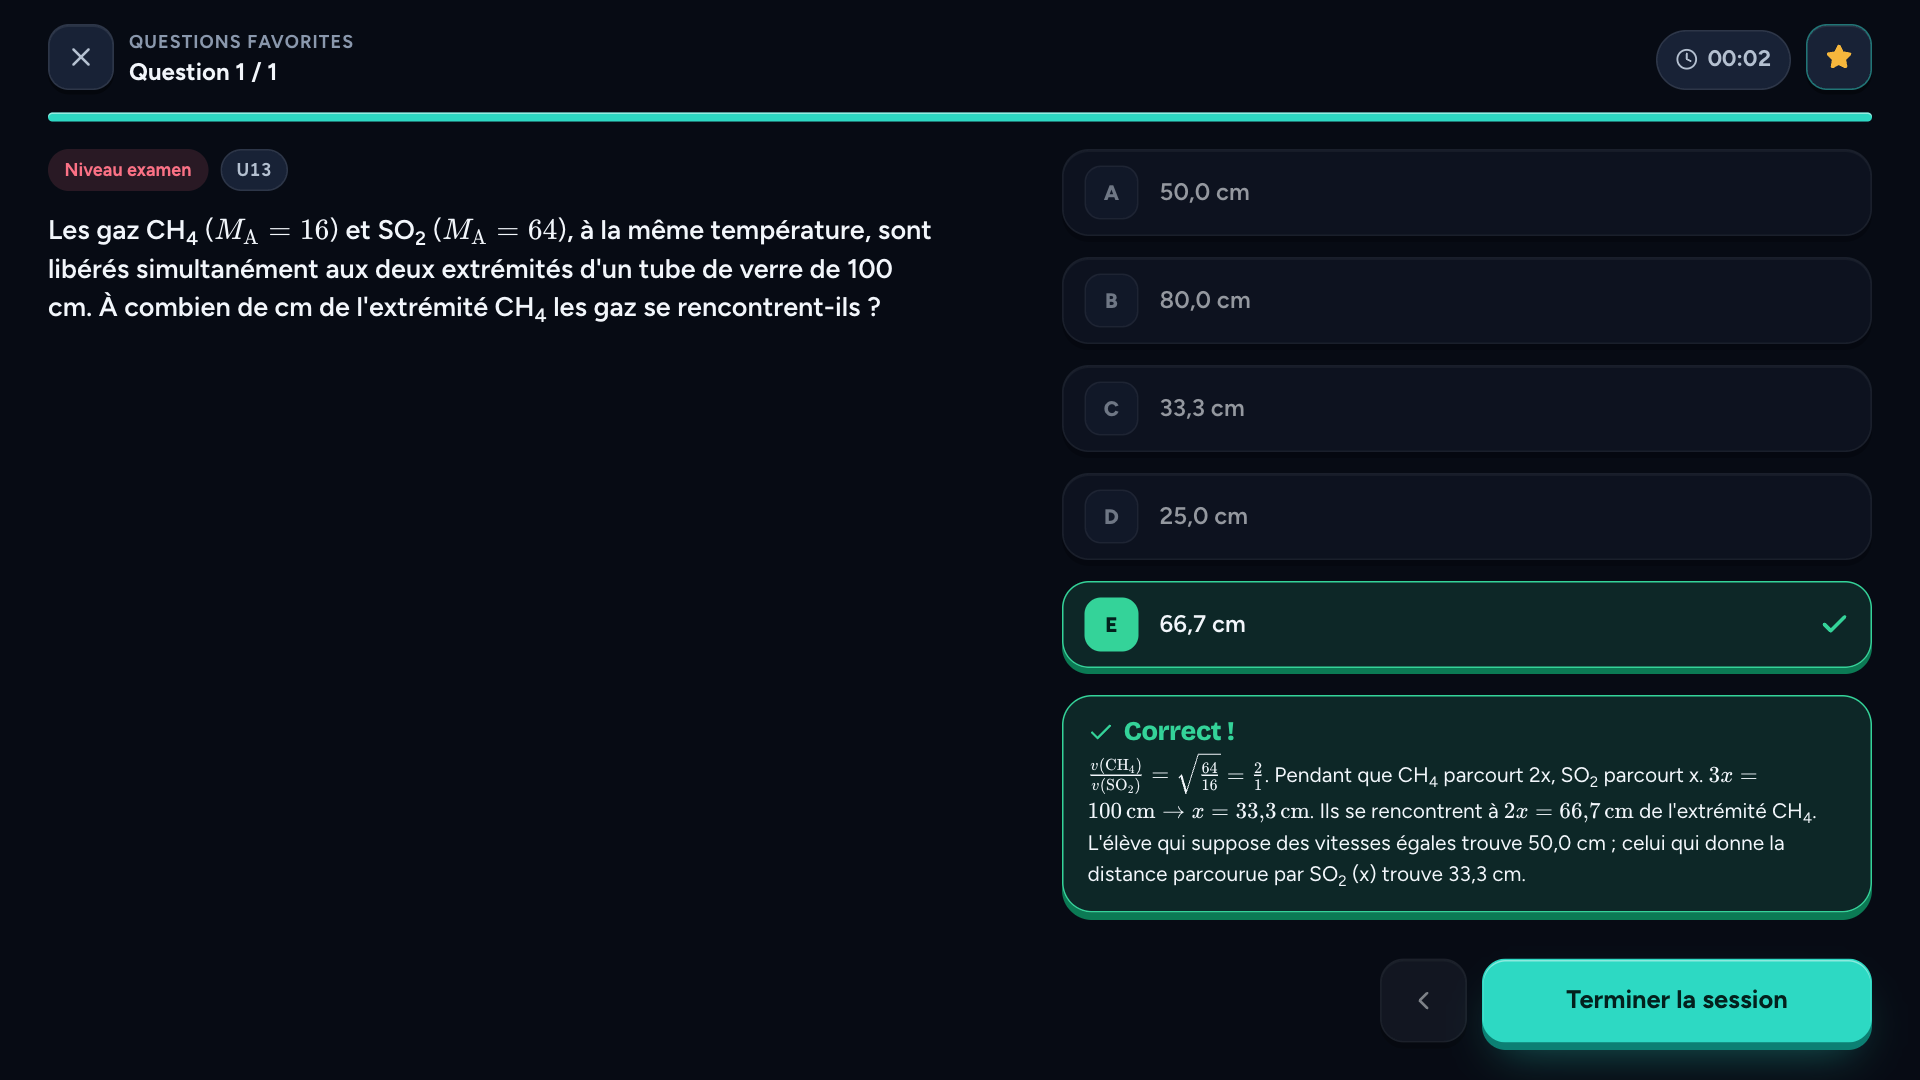 QUESTIONS FAVORITES
Question 1 / 1
00:02
Niveau examen
U13
Les gaz CH₄ (M_A = 16) et SO₂ (M_A = 64), à la même température, sont
libérés simultanément aux deux extrémités d'un tube de verre de 100
cm. À combien de cm de l'extrémité CH₄ les gaz se rencontrent-ils ?
A 50,0 cm
B 80,0 cm
C 33,3 cm
D 25,0 cm
E 66,7 cm
Correct !
v(CH₄)/v(SO₂) = √(64/16) = 2/1. Pendant que CH₄ parcourt 2x, SO₂ parcourt x. 3x =
100 cm → x = 33,3 cm. Ils se rencontrent à 2x = 66,7 cm de l'extrémité CH₄.
L'élève qui suppose des vitesses égales trouve 50,0 cm ; celui qui donne la
distance parcourue par SO₂ (x) trouve 33,3 cm.
Terminer la session